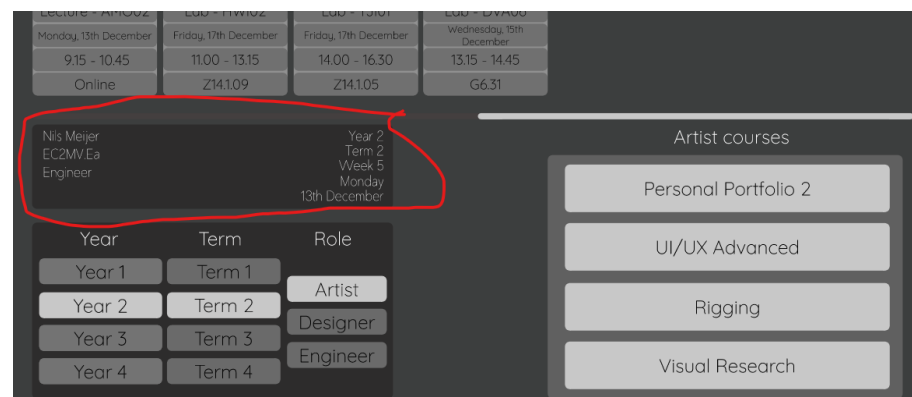 Lecture - AMO02
Lab - HWI02
Lab - TSI01
Lab - DVA06
Monday, 13th December
Friday, 17th December
Friday, 17th December
Wednesday, 15th
December
9.15 - 10.45
11.00 - 13.15
14.00 - 16.30
13.15 - 14.45
Online
Z14.1.09
Z14.1.05
G6.31
Nils Meijer
EC2MV.Ea
Engineer
Year 2
Term 2
Week 5
Monday
13th December
Artist courses
Personal Portfolio 2
UI/UX Advanced
Rigging
Visual Research
Year
Term
Role
Year 1
Term 1
Artist
Year 2
Term 2
Designer
Year 3
Term 3
Engineer
Year 4
Term 4